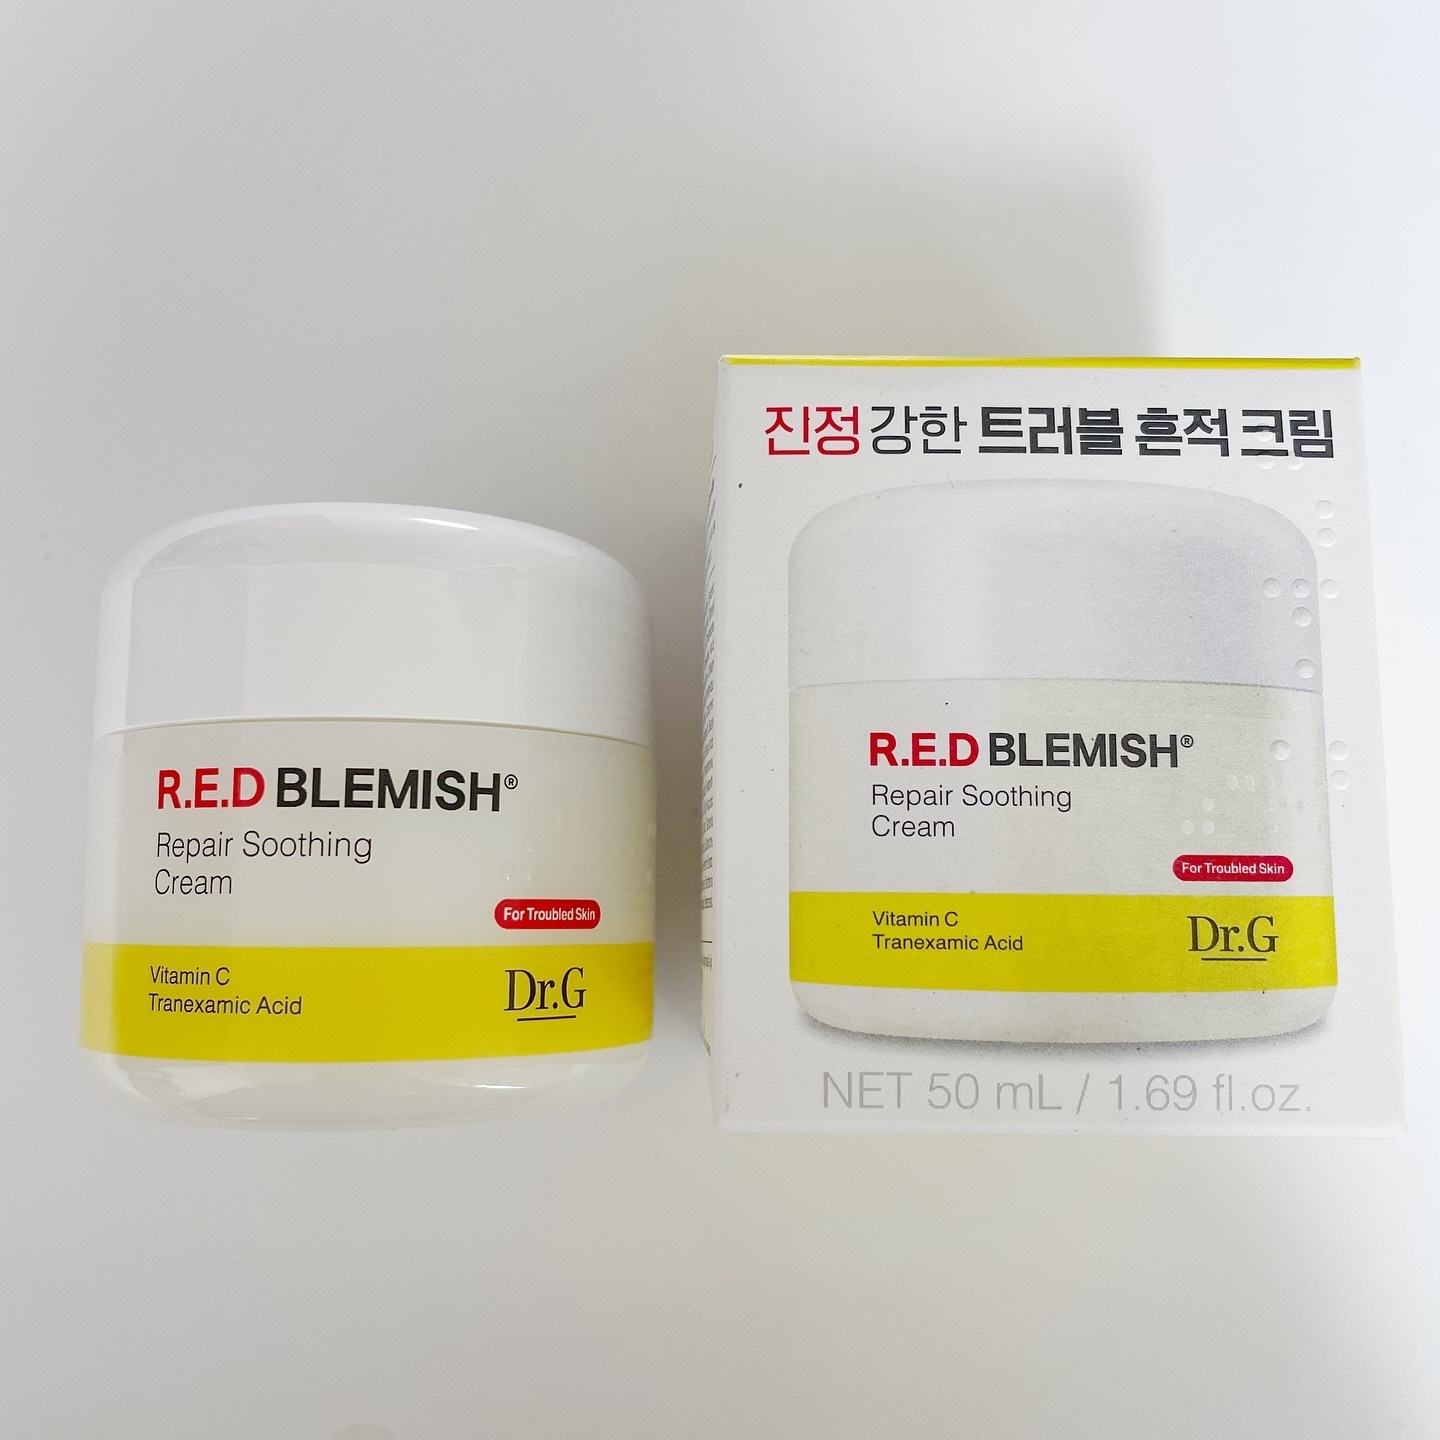 R.E.D BLEMISH®
Repair Soothing
Cream
For Troubled Skin
Vitamin C
Tranexamic Acid
Dr.G
진정 강한 트러블 흔적 크림
R.E.D BLEMISH®
Repair Soothing
Cream
For Troubled Skin
Vitamin C
Tranexamic Acid
Dr.G
NET 50 mL / 1.69 fl.oz.